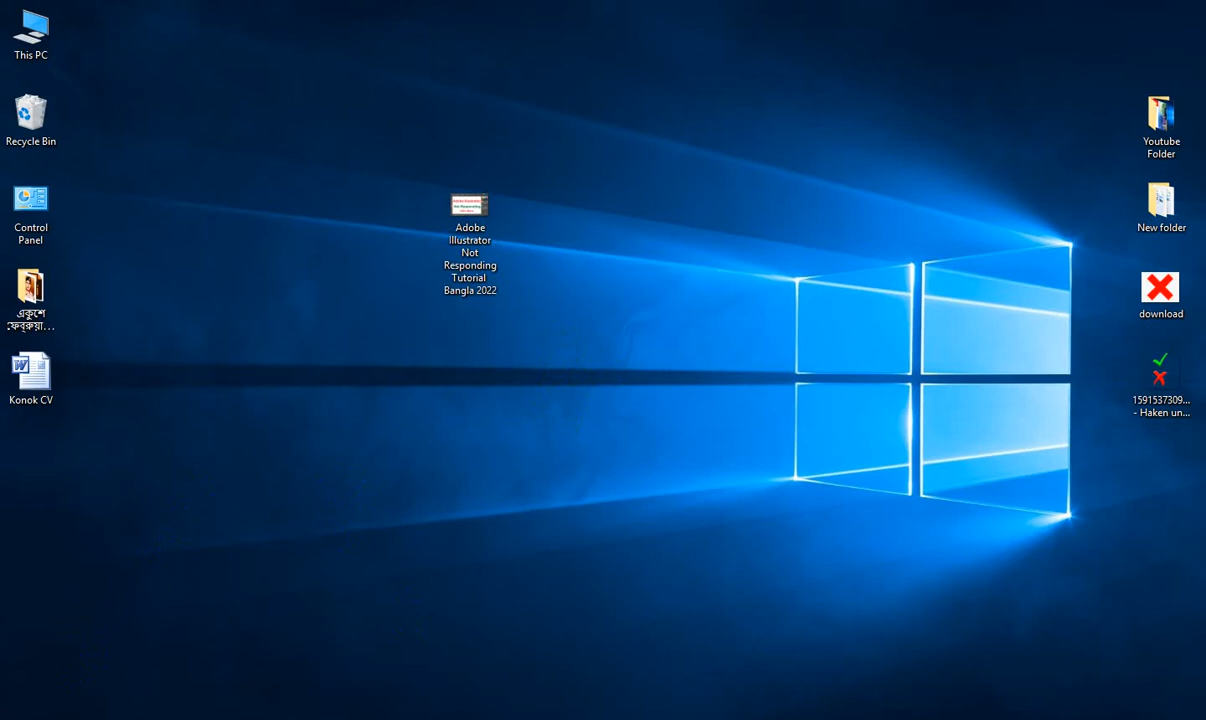 This PC
Recycle Bin
Control
Panel
একুশে
ফেব্রুয়া...
Konok CV
Adobe
Illustrator
Not
Responding
Tutorial
Bangla 2022
Youtube
Folder
New folder
download
1591537309...
- Haken un...